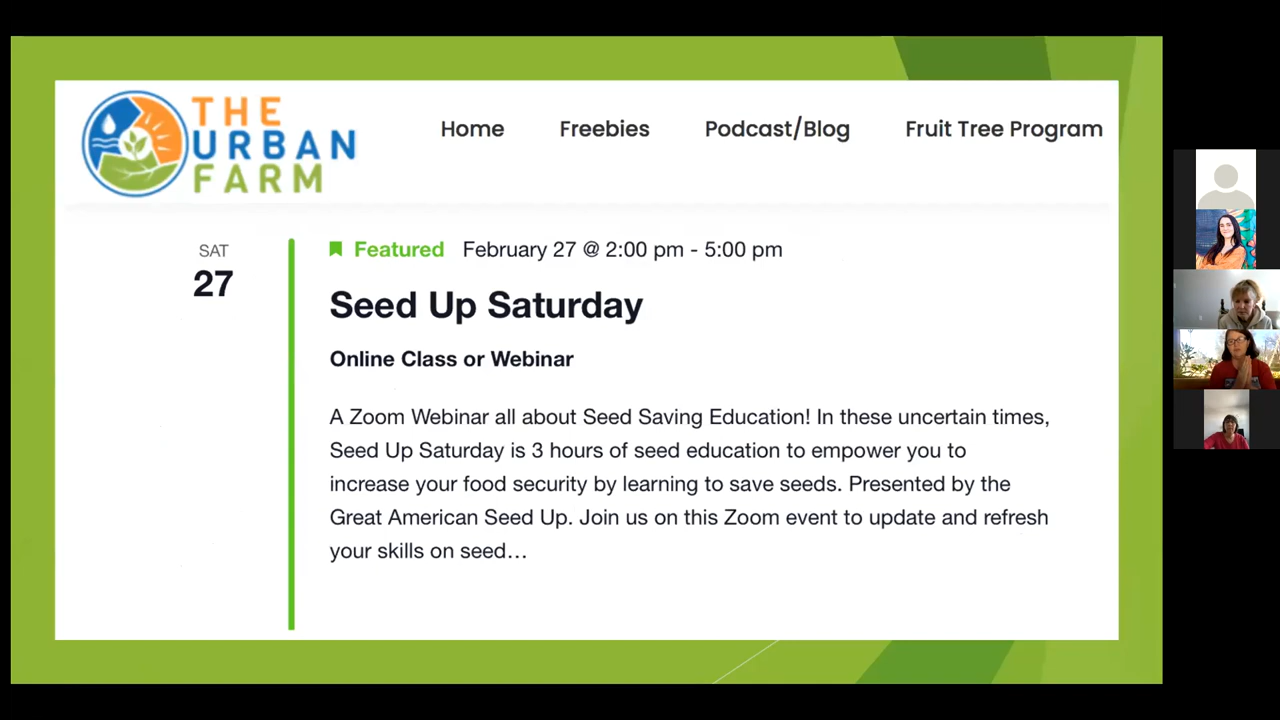 THE
URBAN
FARM
Home Freebies Podcast/Blog Fruit Tree Program
SAT
27
Featured February 27 @ 2:00 pm - 5:00 pm
Seed Up Saturday
Online Class or Webinar
A Zoom Webinar all about Seed Saving Education! In these uncertain times,
Seed Up Saturday is 3 hours of seed education to empower you to
increase your food security by learning to save seeds. Presented by the
Great American Seed Up. Join us on this Zoom event to update and refresh
your skills on seed…